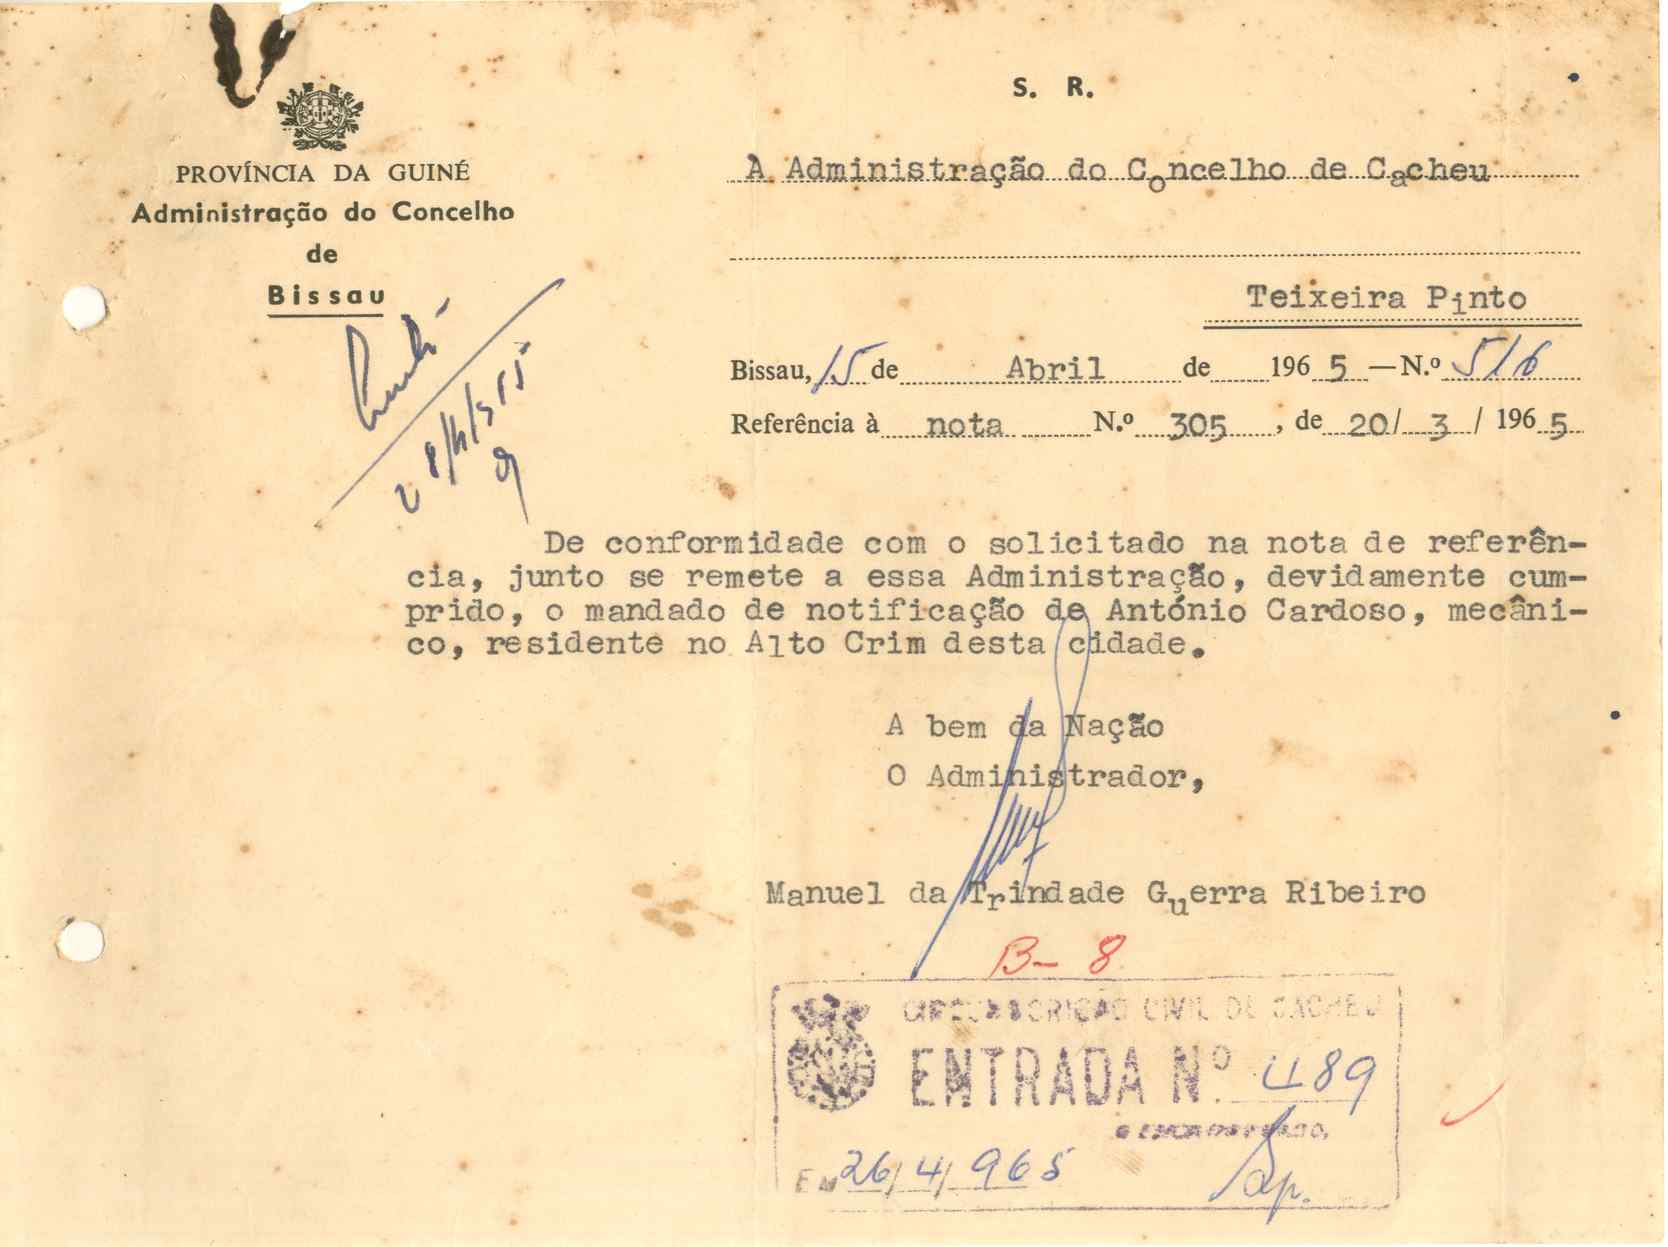 S. R.
PROVÍNCIA DA GUINÉ
Administração do Concelho
de
Bissau
A Administração do Concelho de Cacheu
Teixeira Pinto
Bissau, 15 de Abril de 1965 — N.º 516
Referência à nota N.º 305, de 20/ 3 / 1965
De conformidade com o solicitado na nota de referên-
cia, junto se remete a essa Administração, devidamente cum-
prido, o mandado de notificação de António Cardoso, mecâni-
co, residente no Alto Crim desta cidade.
A bem da Nação
O Administrador,
Manuel da Trindade Guerra Ribeiro
B- 8
CIRCUNSCRIÇÃO CIVIL DE CACHEU
ENTRADA Nº. 489
EM 26/4/965